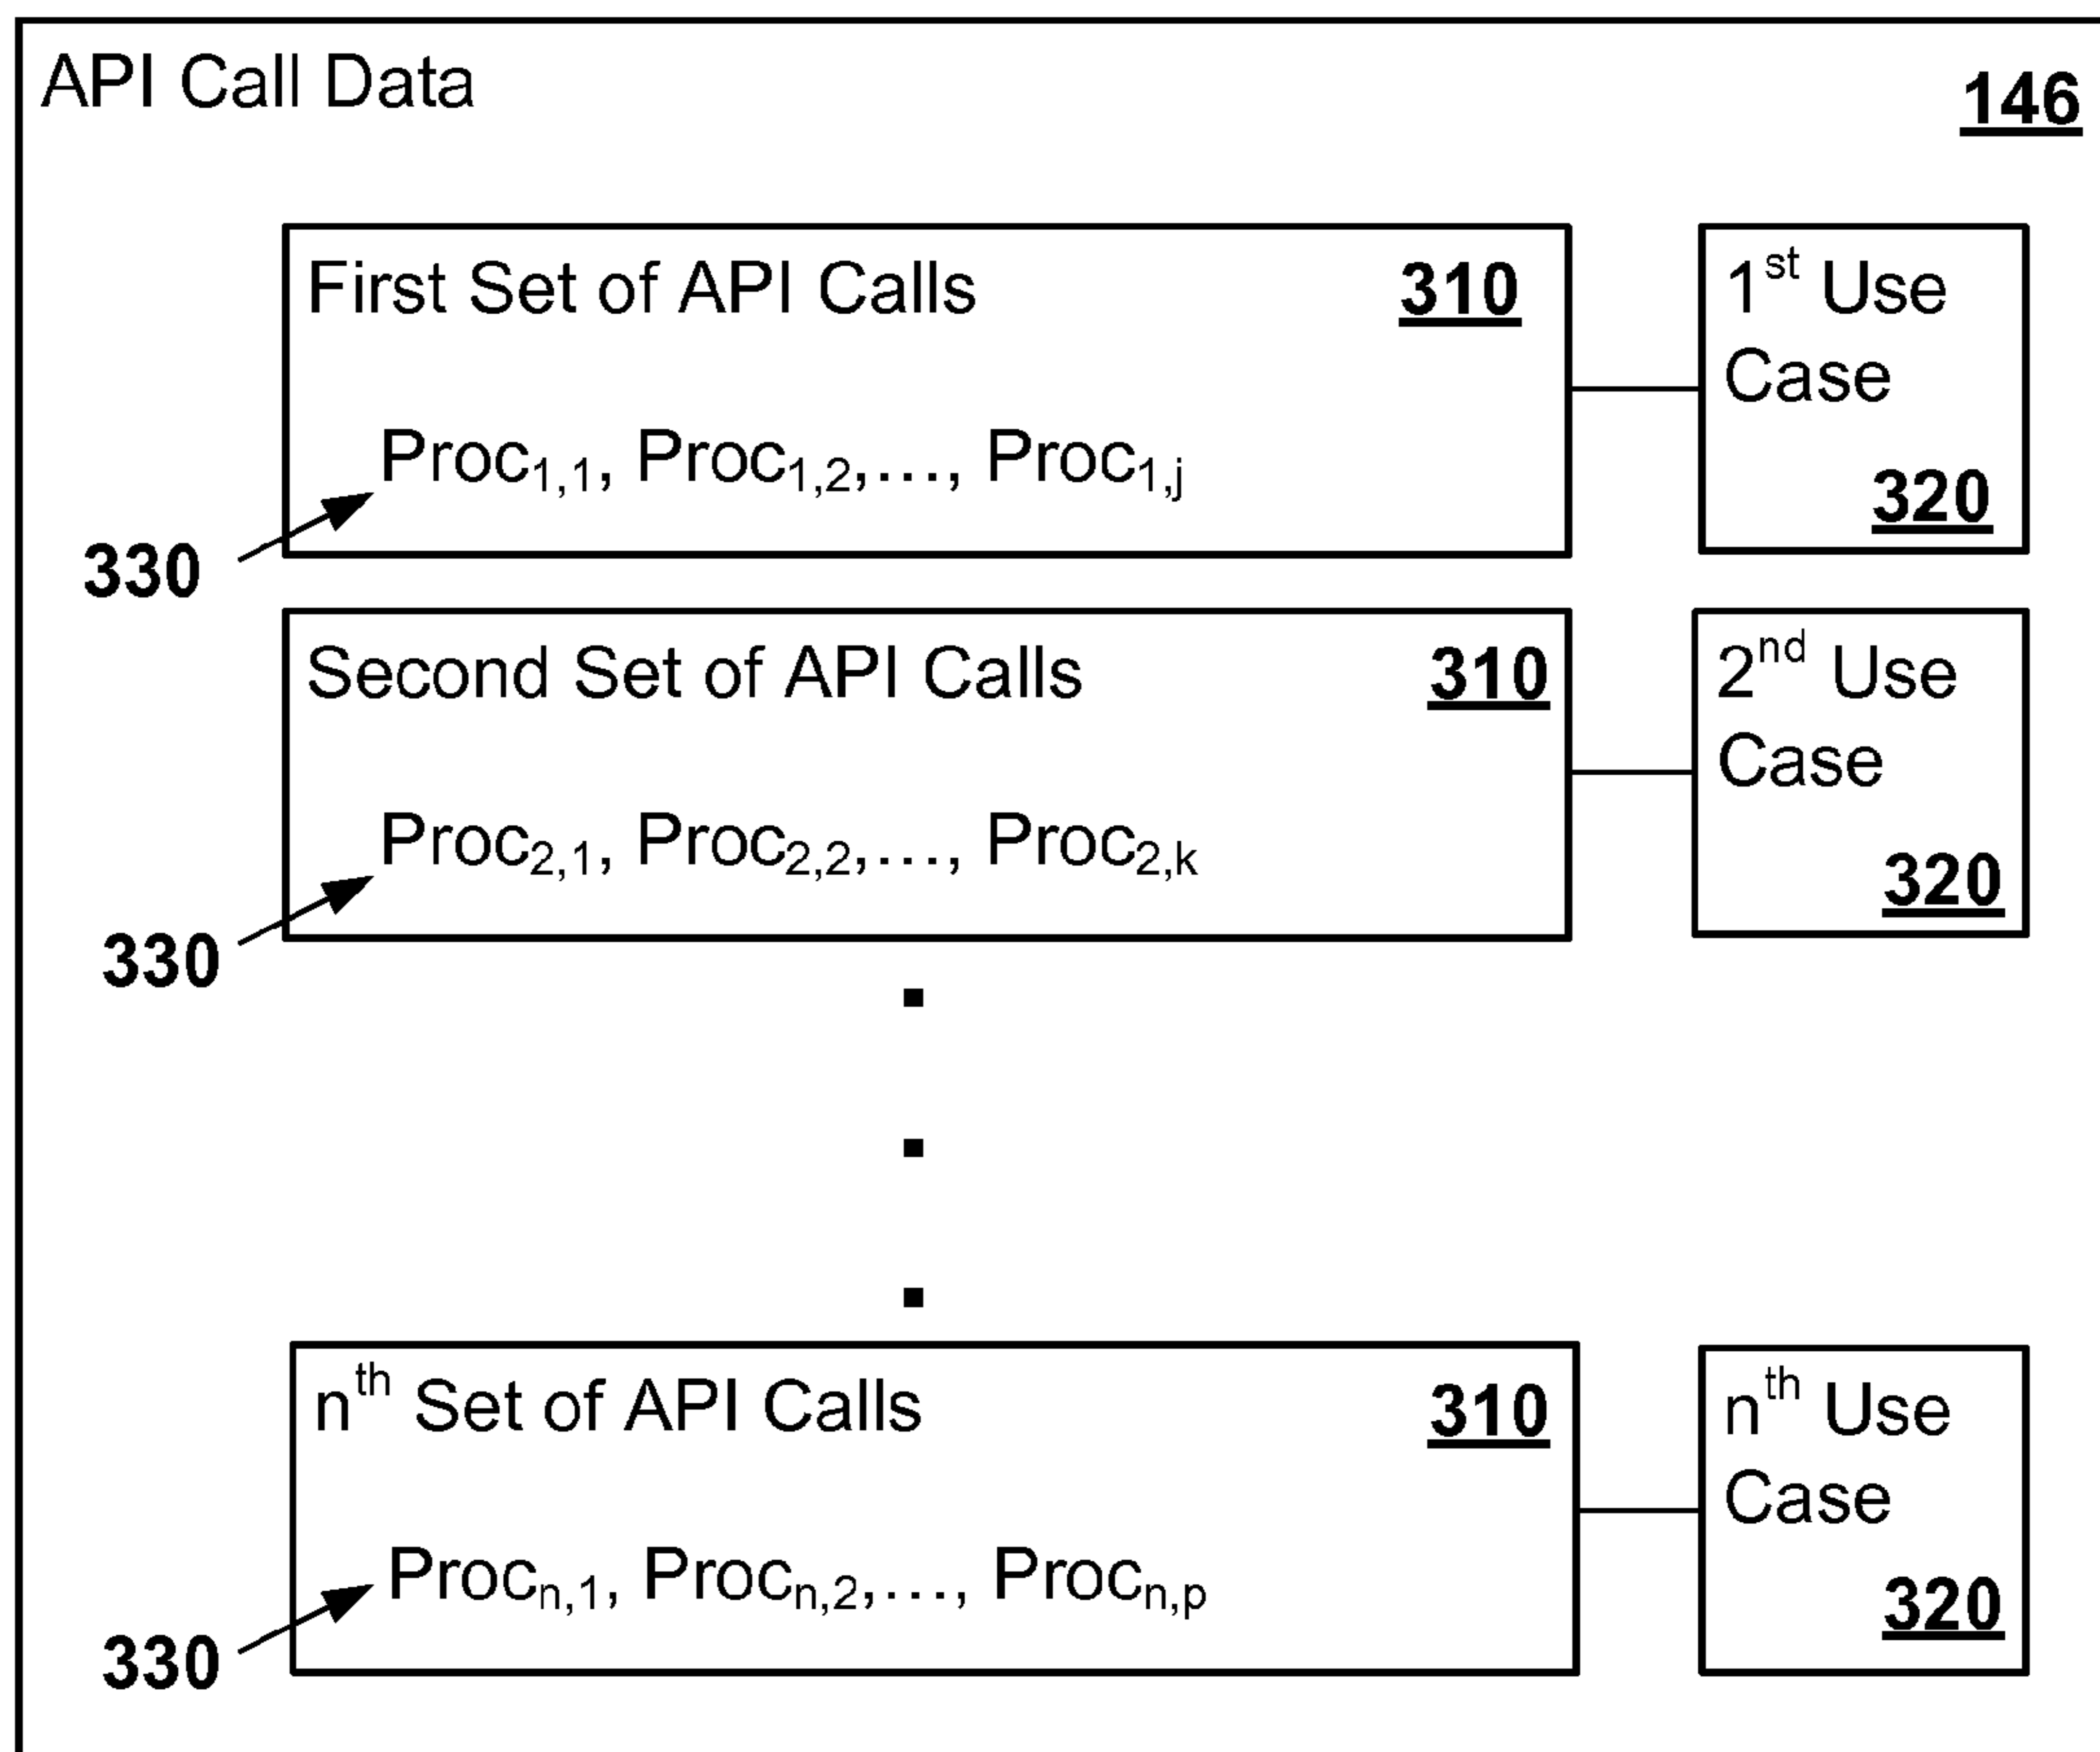 API Call Data 146
First Set of API Calls 310
1st Use
Case
320
Proc1,1, Proc1,2,..., Proc1,j
330
Second Set of API Calls 310
2nd Use
Case
320
Proc2,1, Proc2,2,..., Proc2,k
330
nth Set of API Calls 310
nth Use
Case
320
Procn,1, Procn,2,..., Procn,p
330